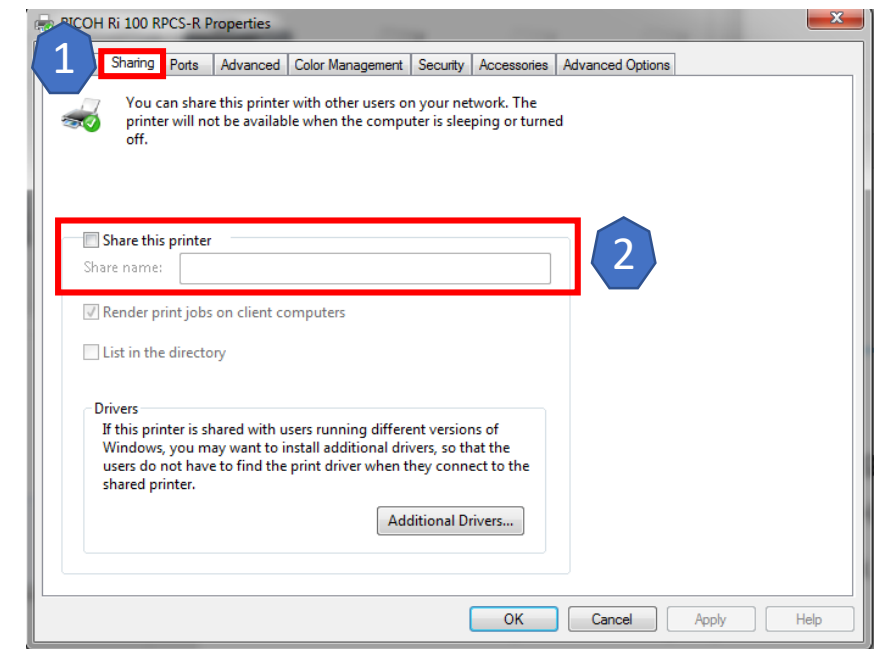 RICOH Ri 100 RPCS-R Properties
1
Sharing Ports Advanced Color Management Security Accessories Advanced Options
You can share this printer with other users on your network. The
printer will not be available when the computer is sleeping or turned
off.
Share this printer
2
Share name:
Render print jobs on client computers
List in the directory
Drivers
If this printer is shared with users running different versions of
Windows, you may want to install additional drivers, so that the
users do not have to find the print driver when they connect to the
shared printer.
Additional Drivers...
OK Cancel Apply Help